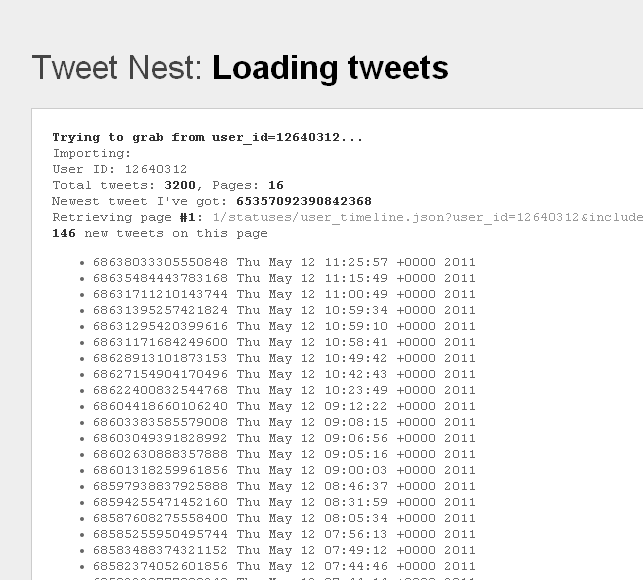 Tweet Nest: Loading tweets
Trying to grab from user_id=12640312...
Importing:
User ID: 12640312
Total tweets: 3200, Pages: 16
Newest tweet I've got: 65357092390842368
Retrieving page #1: 1/statuses/user_timeline.json?user_id=12640312&include
146 new tweets on this page
• 68638033305550848 Thu May 12 11:25:57 +0000 2011
• 68635484443783168 Thu May 12 11:15:49 +0000 2011
• 68631711210143744 Thu May 12 11:00:49 +0000 2011
• 68631395257421824 Thu May 12 10:59:34 +0000 2011
• 68631295420399616 Thu May 12 10:59:10 +0000 2011
• 68631171684249600 Thu May 12 10:58:41 +0000 2011
• 68628913101873153 Thu May 12 10:49:42 +0000 2011
• 68627154904170496 Thu May 12 10:42:43 +0000 2011
• 68622400832544768 Thu May 12 10:23:49 +0000 2011
• 68604418660106240 Thu May 12 09:12:22 +0000 2011
• 68603383585579008 Thu May 12 09:08:15 +0000 2011
• 68603049391828992 Thu May 12 09:06:56 +0000 2011
• 68602630888357888 Thu May 12 09:05:16 +0000 2011
• 68601318259961856 Thu May 12 09:00:03 +0000 2011
• 68597938837925888 Thu May 12 08:46:37 +0000 2011
• 68594255471452160 Thu May 12 08:31:59 +0000 2011
• 68587608275558400 Thu May 12 08:05:34 +0000 2011
• 68585255950495744 Thu May 12 07:56:13 +0000 2011
• 68583488374321152 Thu May 12 07:49:12 +0000 2011
• 68582374052601856 Thu May 12 07:44:46 +0000 2011